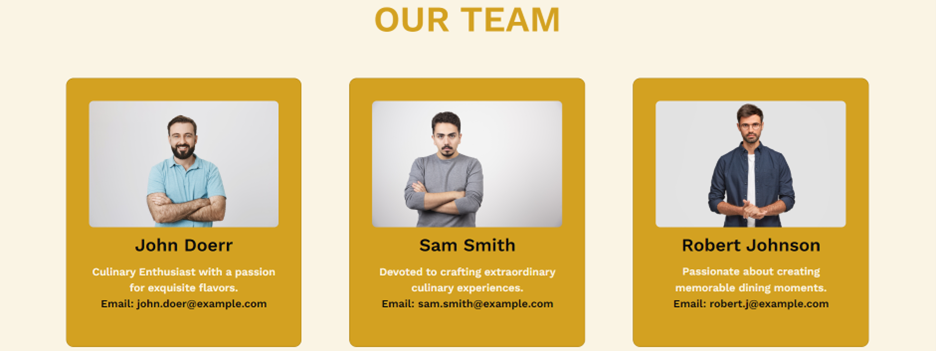 OUR TEAM
John Doerr
Culinary Enthusiast with a passion
for exquisite flavors.
Email: john.doer@example.com
Sam Smith
Devoted to crafting extraordinary
culinary experiences.
Email: sam.smith@example.com
Robert Johnson
Passionate about creating
memorable dining moments.
Email: robert.j@example.com